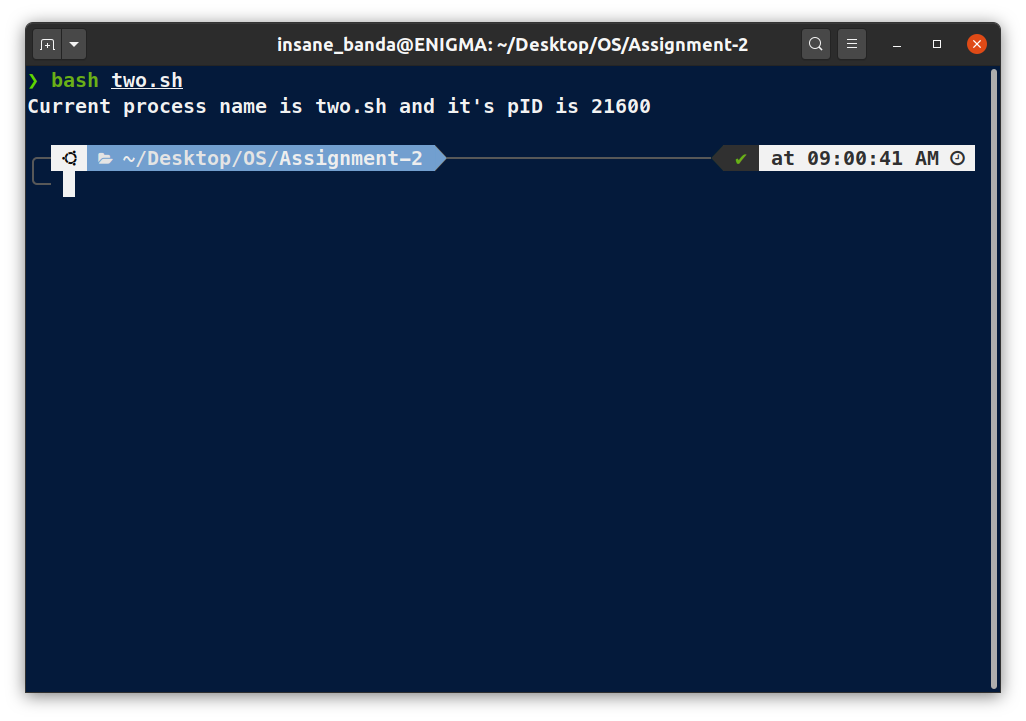 insane_banda@ENIGMA: ~/Desktop/OS/Assignment-2
❯ bash two.sh
Current process name is two.sh and it's pID is 21600
~/Desktop/OS/Assignment-2 ✔ at 09:00:41 AM